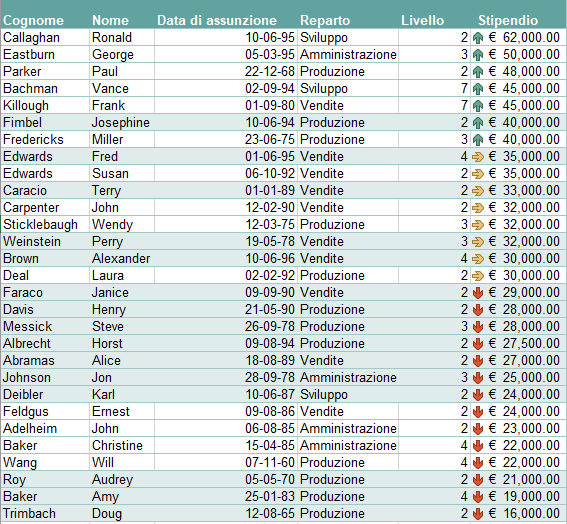 Cognome Nome Data di assunzione Reparto Livello Stipendio
Callaghan Ronald 10-06-95 Sviluppo 2 € 62,000.00
Eastburn George 05-03-95 Amministrazione 3 € 50,000.00
Parker Paul 22-12-68 Produzione 2 € 48,000.00
Bachman Vance 02-09-94 Sviluppo 7 € 45,000.00
Killough Frank 01-09-80 Vendite 7 € 45,000.00
Fimbel Josephine 10-06-94 Produzione 2 € 40,000.00
Fredericks Miller 23-06-75 Produzione 3 € 40,000.00
Edwards Fred 01-06-95 Vendite 4 € 35,000.00
Edwards Susan 06-10-92 Vendite 2 € 35,000.00
Caracio Terry 01-01-89 Vendite 2 € 33,000.00
Carpenter John 12-02-90 Vendite 2 € 32,000.00
Sticklebaugh Wendy 12-03-75 Produzione 3 € 32,000.00
Weinstein Perry 19-05-78 Vendite 3 € 32,000.00
Brown Alexander 10-06-96 Vendite 4 € 30,000.00
Deal Laura 02-02-92 Produzione 2 € 30,000.00
Faraco Janice 09-09-90 Vendite 2 € 29,000.00
Davis Henry 21-05-90 Produzione 2 € 28,000.00
Messick Steve 26-09-78 Produzione 3 € 28,000.00
Albrecht Horst 09-08-94 Produzione 2 € 27,500.00
Abramas Alice 18-08-89 Vendite 2 € 27,000.00
Johnson Jon 28-09-78 Amministrazione 3 € 25,000.00
Deibler Karl 10-06-87 Sviluppo 2 € 24,000.00
Feldgus Ernest 09-08-86 Vendite 2 € 24,000.00
Adelheim John 06-08-85 Amministrazione 2 € 23,000.00
Baker Christine 15-04-85 Amministrazione 4 € 22,000.00
Wang Will 07-11-60 Produzione 4 € 22,000.00
Roy Audrey 05-05-70 Produzione 2 € 21,000.00
Baker Amy 25-01-83 Produzione 4 € 19,000.00
Trimbach Doug 12-08-65 Produzione 2 € 16,000.00